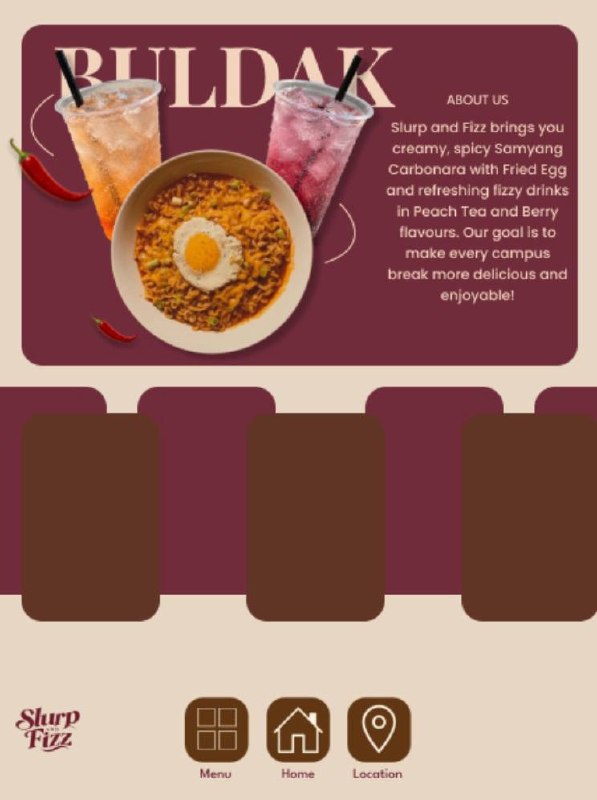 BULDAK
ABOUT US
Slurp and Fizz brings you
creamy, spicy Samyang
Carbonara with Fried Egg
and refreshing fizzy drinks
in Peach Tea and Berry
flavours. Our goal is to
make every campus
break more delicious and
enjoyable!
Slurp
AND
Fizz
Menu
Home
Location